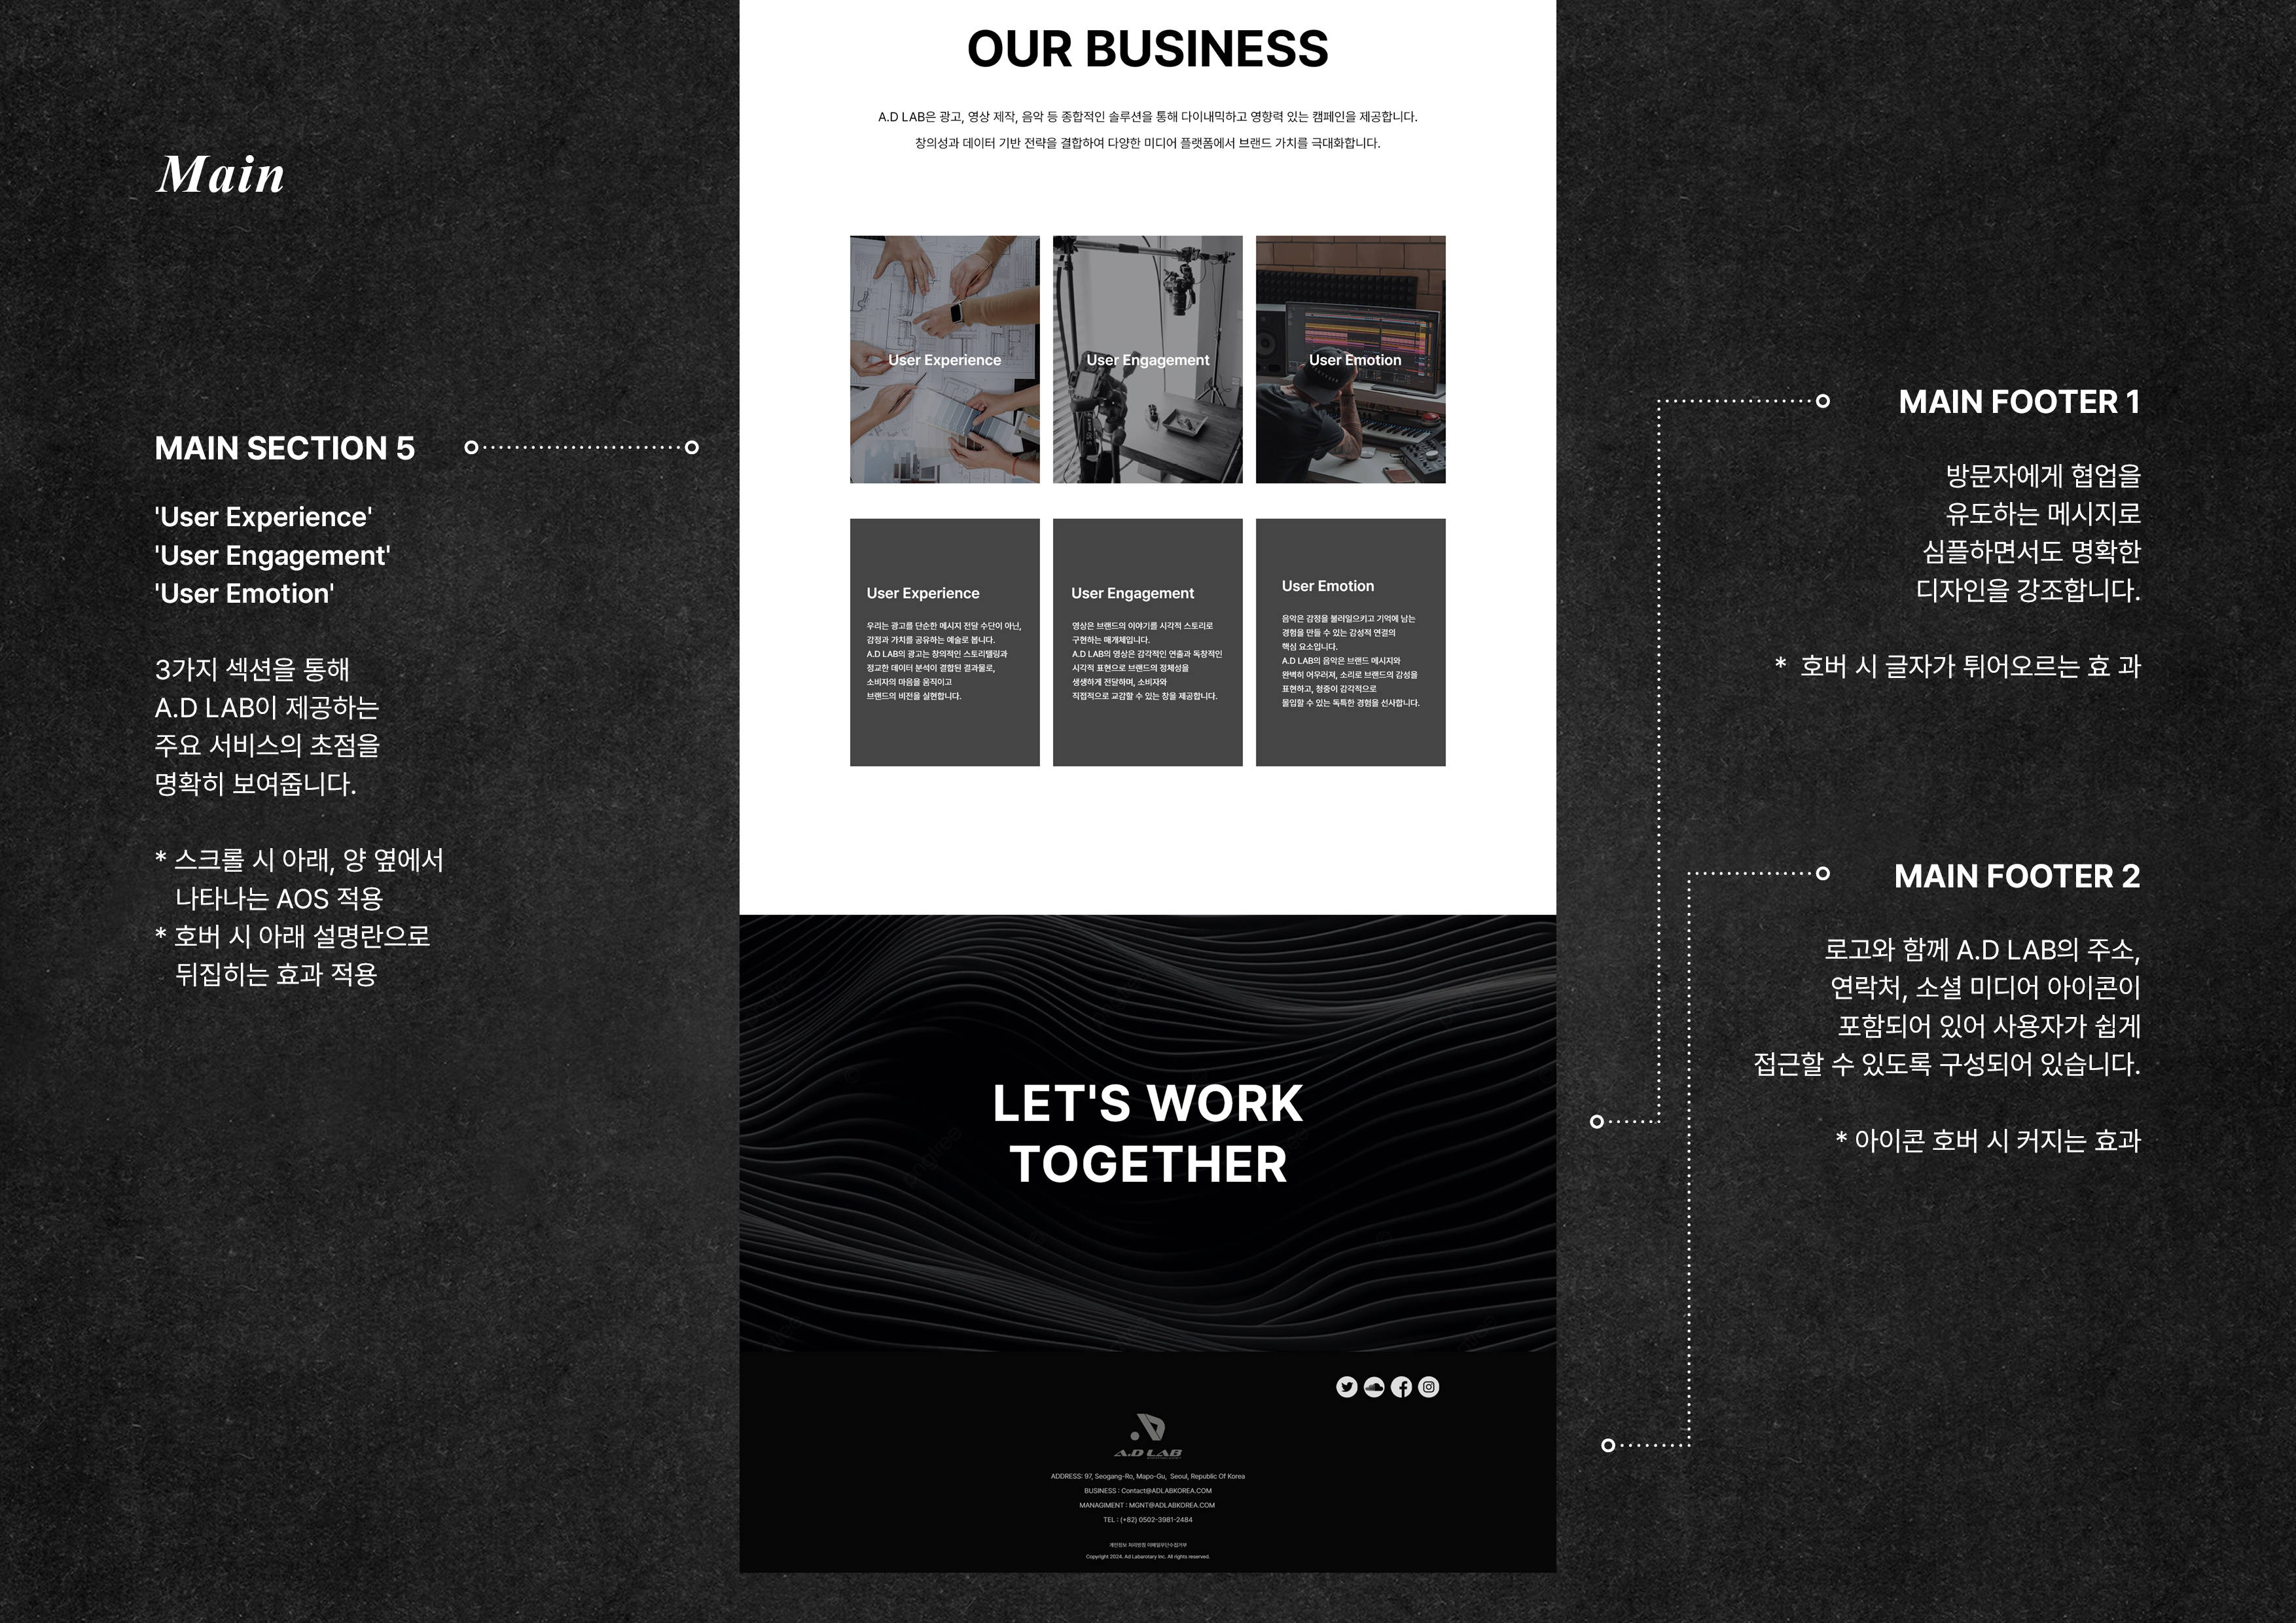 Main
MAIN SECTION 5
'User Experience'
'User Engagement'
'User Emotion'
3가지 섹션을 통해
A.D LAB이 제공하는
주요 서비스의 초점을
명확히 보여줍니다.
* 스크롤 시 아래, 양 옆에서
나타나는 AOS 적용
* 호버 시 아래 설명란으로
뒤집히는 효과 적용
OUR BUSINESS
A.D LAB은 광고, 영상 제작, 음악 등 종합적인 솔루션을 통해 다이내믹하고 영향력 있는 캠페인을 제공합니다.
창의성과 데이터 기반 전략을 결합하여 다양한 미디어 플랫폼에서 브랜드 가치를 극대화합니다.
User Experience
User Engagement
User Emotion
User Experience
우리는 광고를 단순한 메시지 전달 수단이 아닌,
감정과 가치를 공유하는 예술로 봅니다.
A.D LAB의 광고는 창의적인 스토리텔링과
정교한 데이터 분석이 결합된 결과물로,
소비자의 마음을 움직이고
브랜드의 비전을 실현합니다.
User Engagement
영상은 브랜드의 이야기를 시각적 스토리로
구현하는 매개체입니다.
A.D LAB의 영상은 감각적인 연출과 독창적인
시각적 표현으로 브랜드의 정체성을
생생하게 전달하며, 소비자와
직접적으로 교감할 수 있는 창을 제공합니다.
User Emotion
음악은 감정을 불러일으키고 기억에 남는
경험을 만들 수 있는 감성적 연결의
핵심 요소입니다.
A.D LAB의 음악은 브랜드 메시지와
완벽히 어우러져, 소리로 브랜드의 감성을
표현하고, 청중이 감각적으로
몰입할 수 있는 독특한 경험을 선사합니다.
LET'S WORK
TOGETHER
A.D LAB
ADDRESS: 97, Seogang-Ro, Mapo-Gu, Seoul, Republic Of Korea
BUSINESS : Contact@ADLABKOREA.COM
MANAGIMENT : MGNT@ADLABKOREA.COM
TEL : (+82) 0502-3981-2484
개인정보 처리방침 이메일무단수집거부
Copyright 2024. Ad Labarotary Inc. All rights reserved.
MAIN FOOTER 1
방문자에게 협업을
유도하는 메시지로
심플하면서도 명확한
디자인을 강조합니다.
* 호버 시 글자가 튀어오르는 효 과
MAIN FOOTER 2
로고와 함께 A.D LAB의 주소,
연락처, 소셜 미디어 아이콘이
포함되어 있어 사용자가 쉽게
접근할 수 있도록 구성되어 있습니다.
* 아이콘 호버 시 커지는 효과